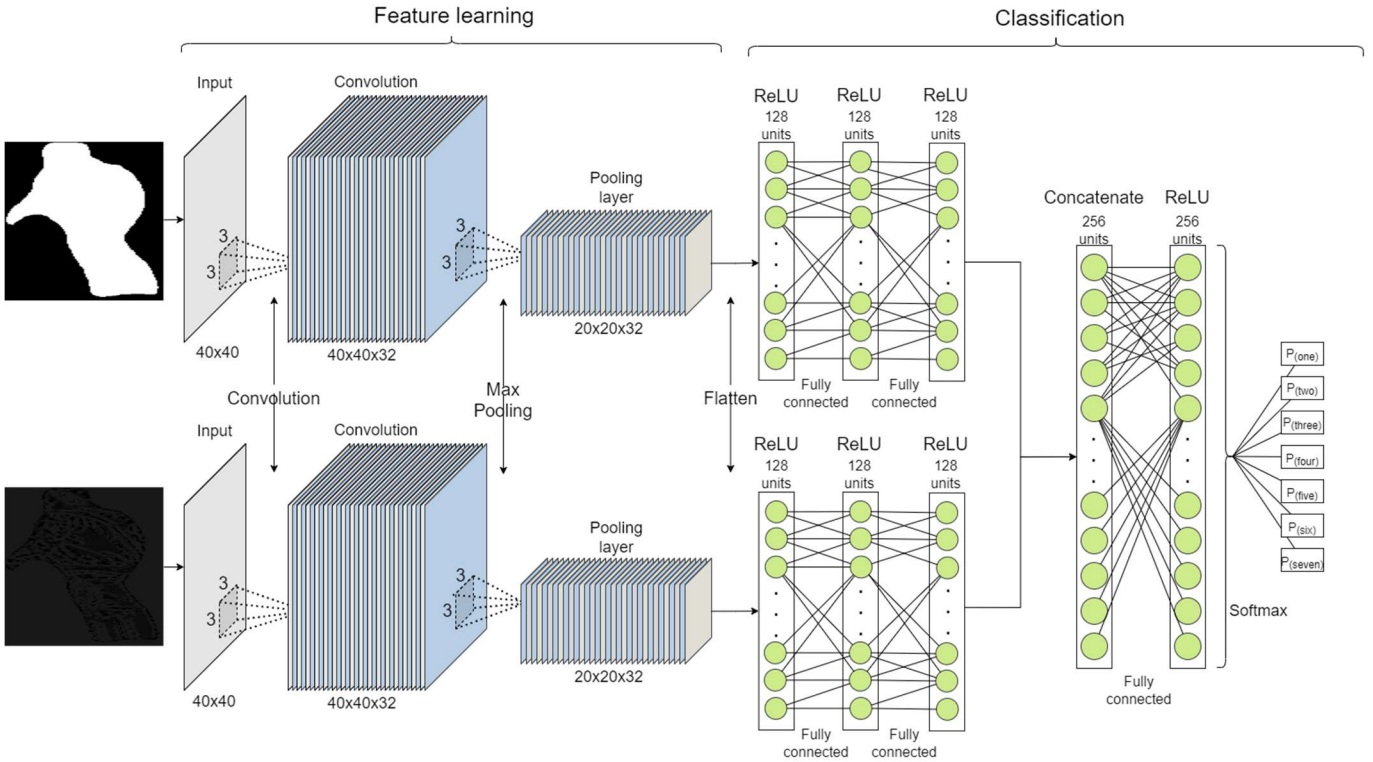 Feature learning
Classification
Input
Convolution
ReLU
128
units
ReLU
128
units
ReLU
128
units
Pooling
layer
3
3
3
3
40x40
40x40x32
20x20x32
Fully
connected
Fully
connected
Convolution
Max
Pooling
Flatten
Input
Convolution
ReLU
128
units
ReLU
128
units
ReLU
128
units
Pooling
layer
3
3
3
3
40x40
40x40x32
20x20x32
Fully
connected
Fully
connected
Concatenate
256
units
ReLU
256
units
Fully
connected
Softmax
P(one)
P(two)
P(three)
P(four)
P(five)
P(six)
P(seven)